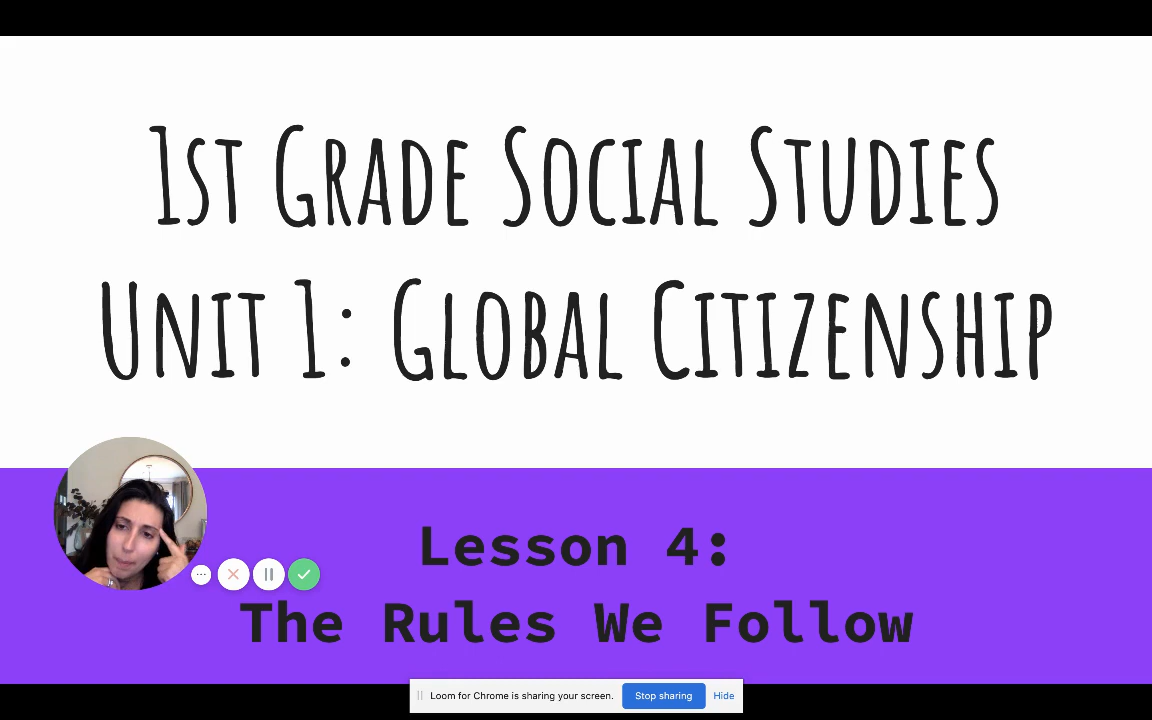 1st Grade Social Studies
Unit 1: Global Citizenship
Lesson 4:
The Rules We Follow
Loom for Chrome is sharing your screen. Stop sharing Hide